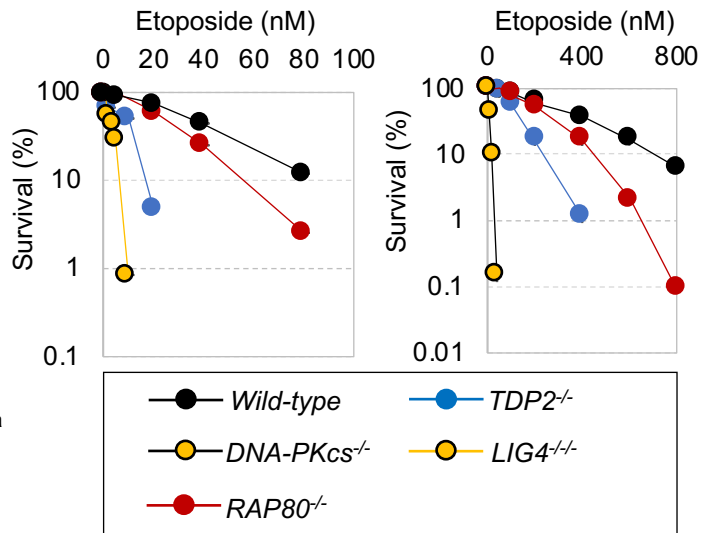 Etoposide (nM)
0 20 40 60 80 100
Survival (%)
100
10
1
0.1
Etoposide (nM)
0 400 800
Survival (%)
100
10
1
0.1
0.01
a
Wild-type TDP2-/-
DNA-PKcs-/- LIG4-/-/-
RAP80-/-